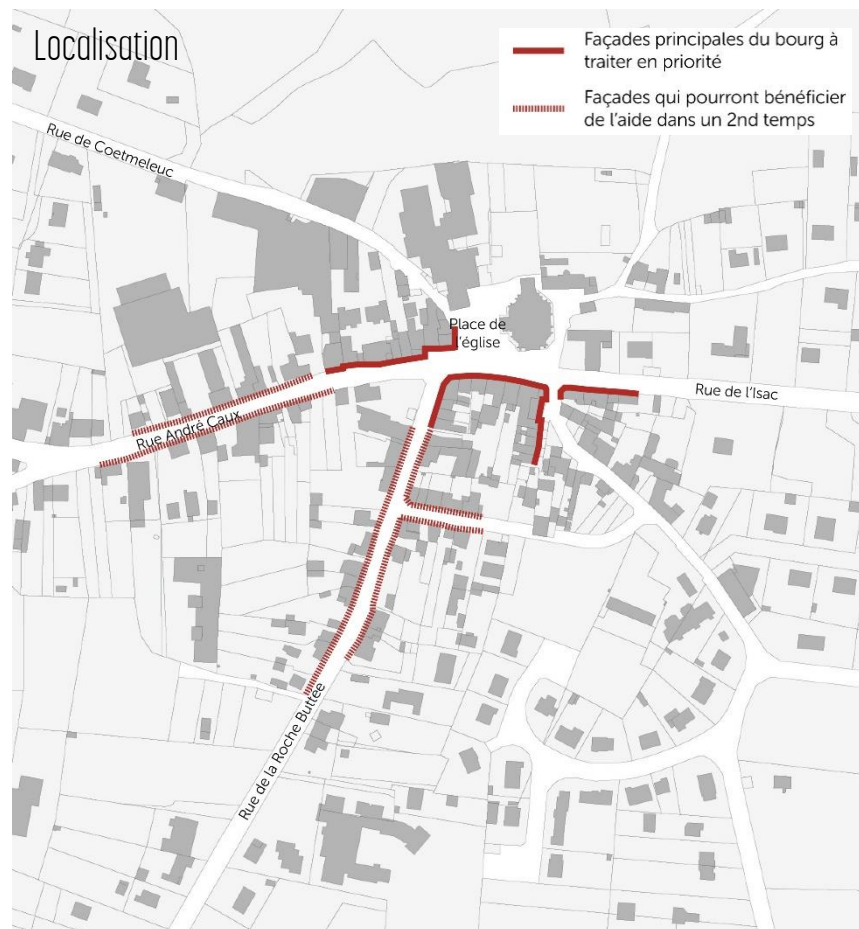 Localisation
Façades principales du bourg à
traiter en priorité
Façades qui pourront bénéficier
de l'aide dans un 2nd temps
Rue de Coetmeleuc
Place de
l'église
Rue de l'Isac
Rue André Caux
Rue de la Roche Buttée